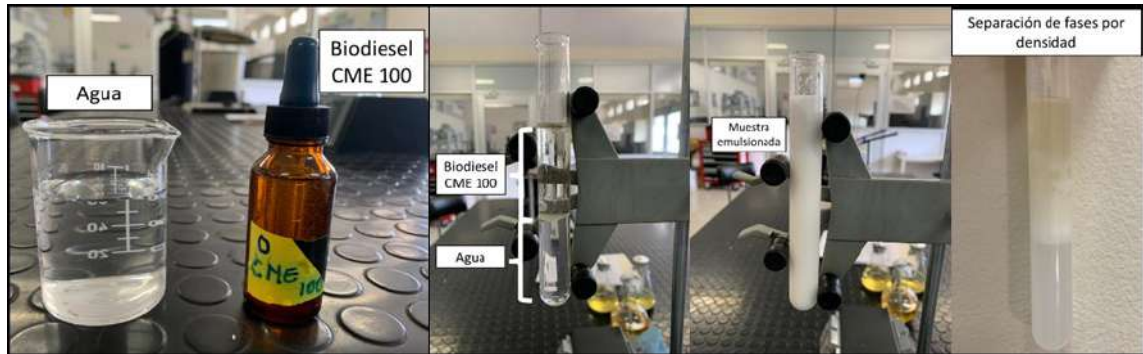 Agua
Biodiesel
CME 100
O
CME
100
Biodiesel
CME 100
Agua
Muestra
emulsionada
Separación de fases por
densidad